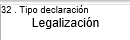 32 . Tipo declaración
Legalización